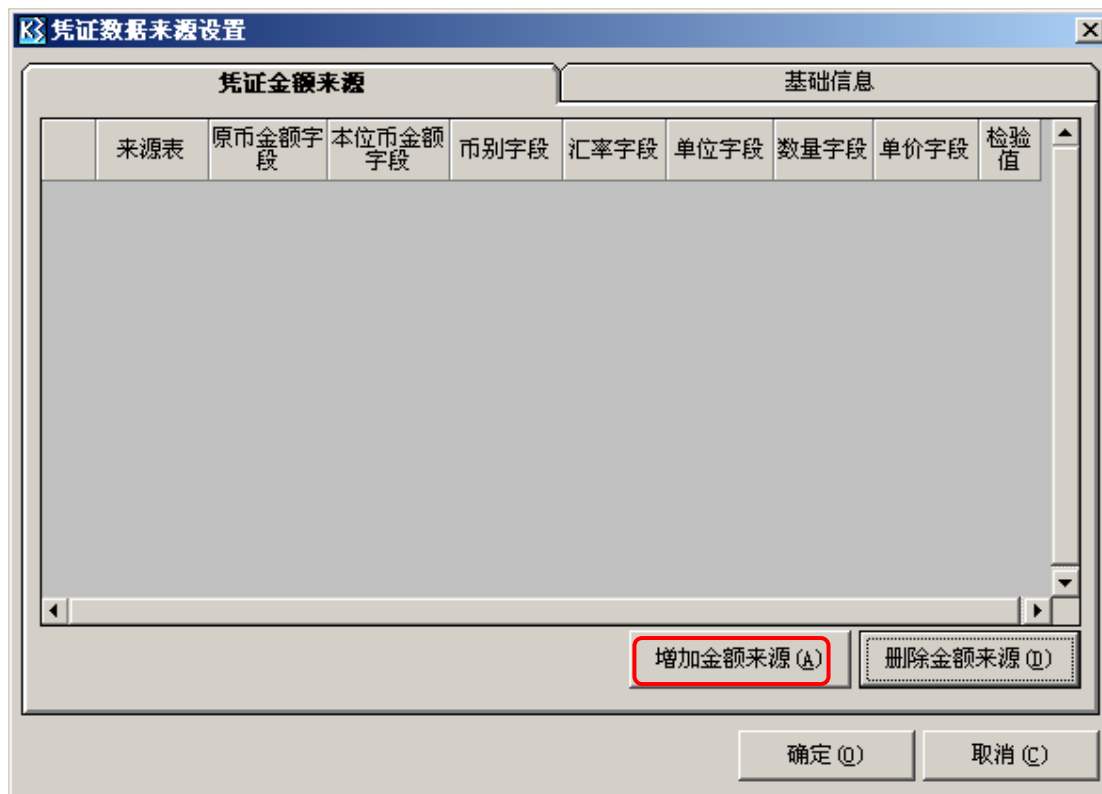 K3 凭证数据来源设置
凭证金额来源
基础信息
来源表
原币金额字
段
本位币金额
字段
币别字段
汇率字段
单位字段
数量字段
单价字段
检验
值
增加金额来源(A)
删除金额来源(D)
确定(O)
取消(C)